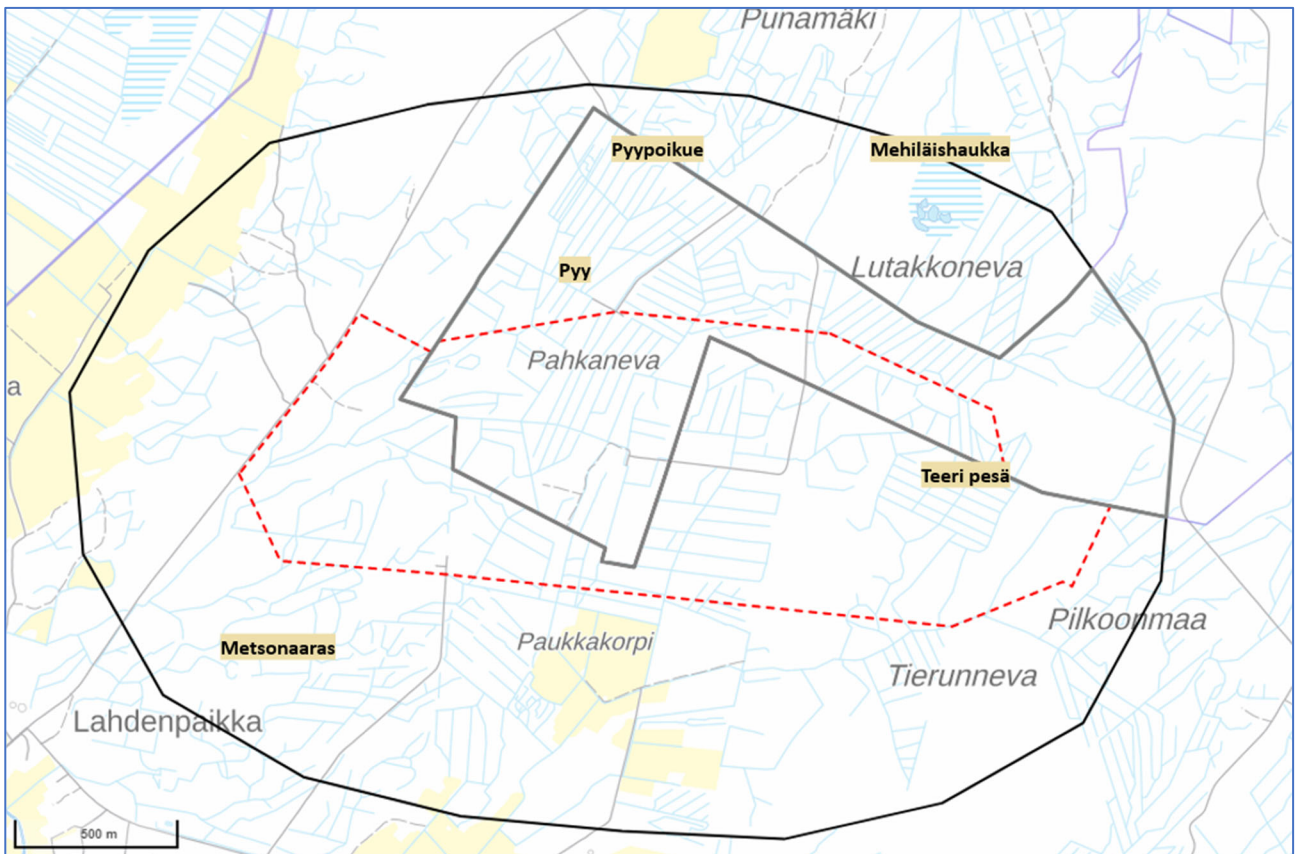 Punamäki
Pyypoikue
Mehiläishaukka
Pyy
Lutakkoneva
Pahkaneva
a
Teeri pesä
Pilkoonmaa
Paukkakorpi
Metsonaaras
Tierunneva
Lahdenpaikka
500 m